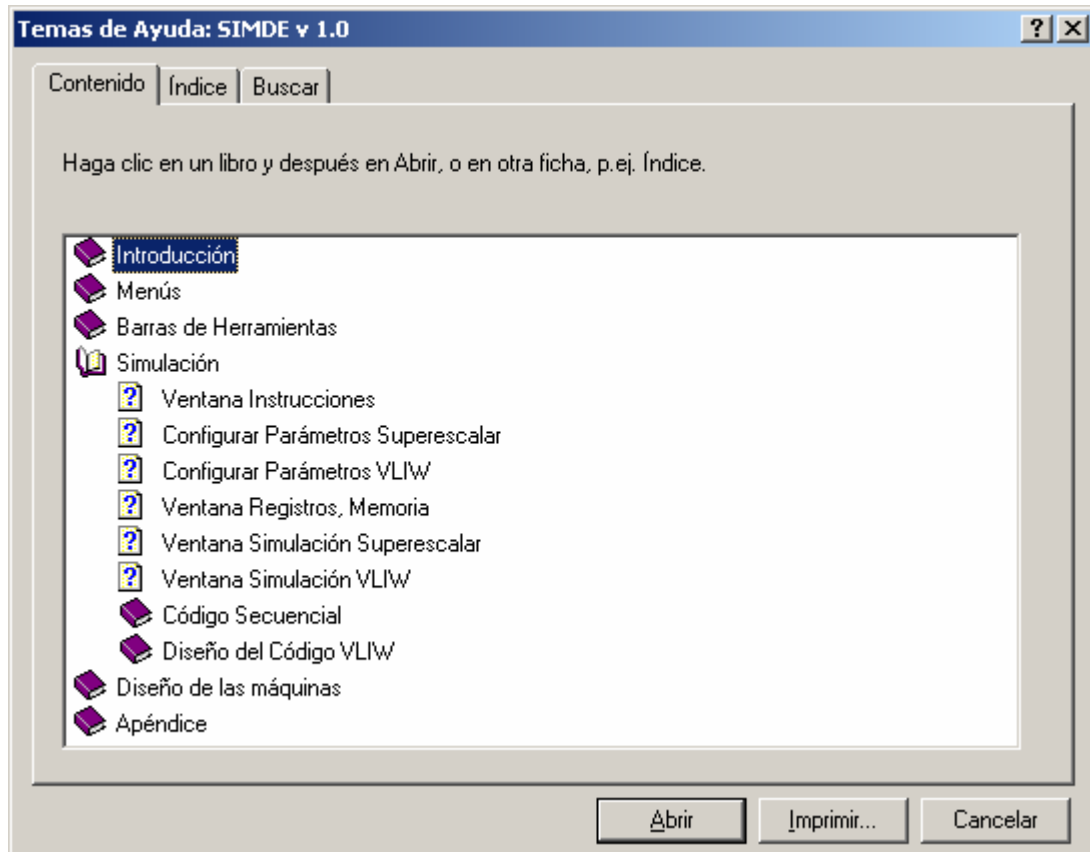 Temas de Ayuda: SIMDE v 1.0
Contenido Índice Buscar
Haga clic en un libro y después en Abrir, o en otra ficha, p.ej. Índice.
Introducción
Menús
Barras de Herramientas
Simulación
Ventana Instrucciones
Configurar Parámetros Superescalar
Configurar Parámetros VLIW
Ventana Registros, Memoria
Ventana Simulación Superescalar
Ventana Simulación VLIW
Código Secuencial
Diseño del Código VLIW
Diseño de las máquinas
Apéndice
Abrir Imprimir... Cancelar